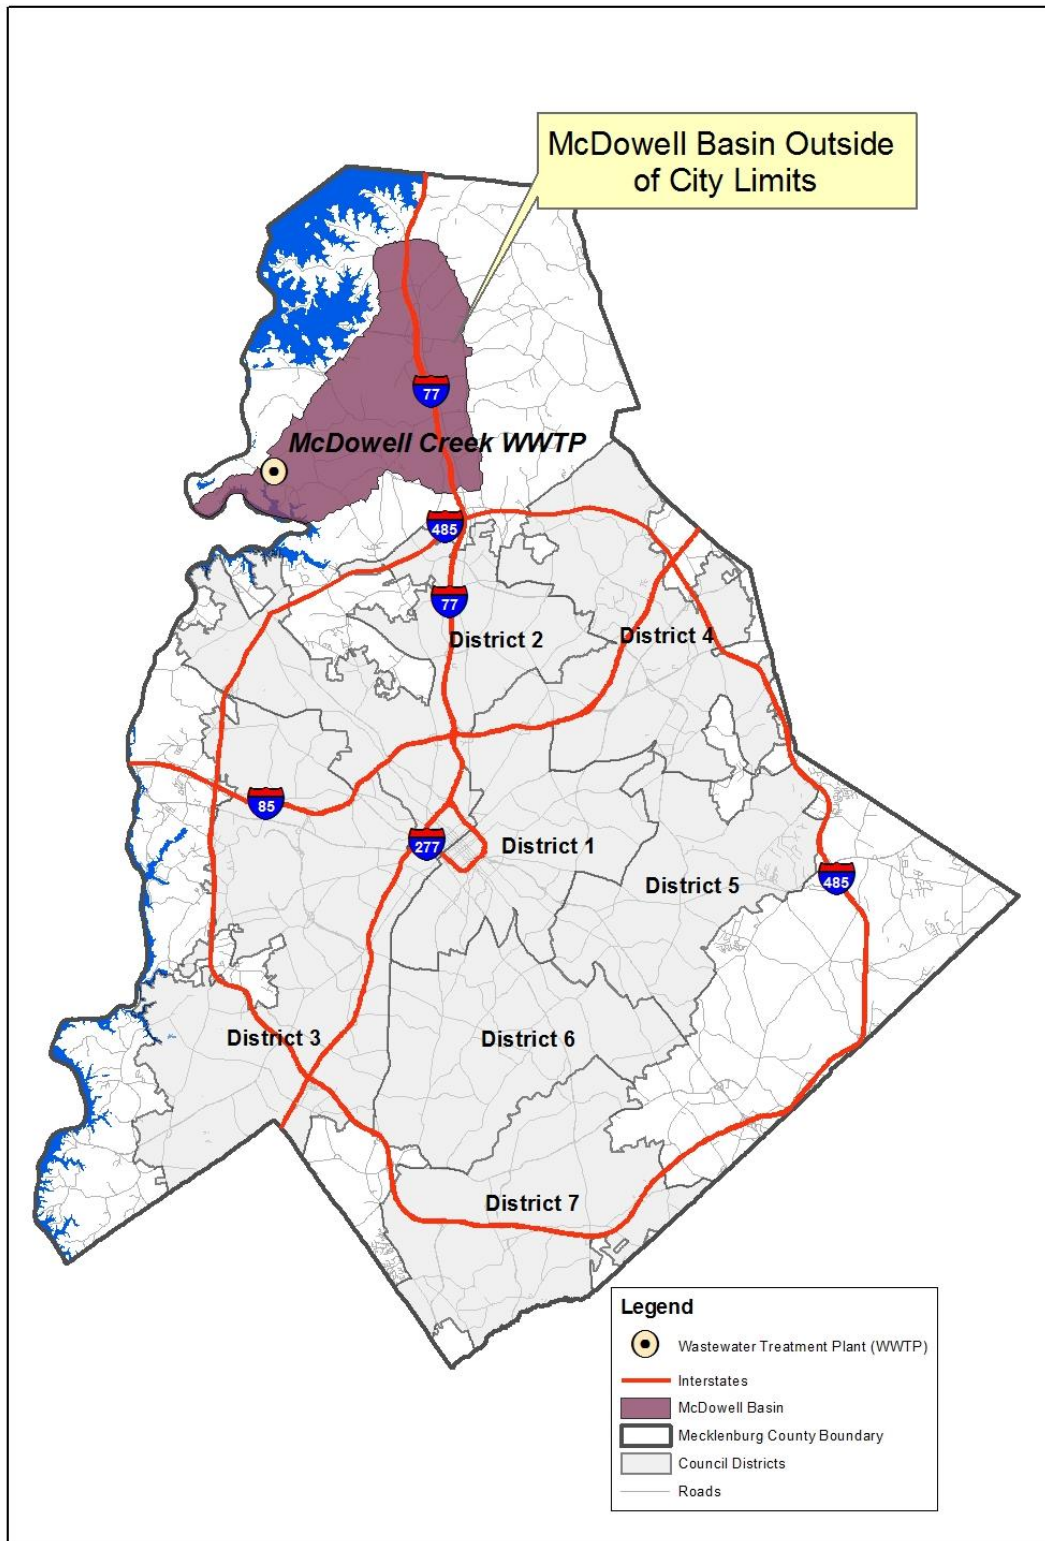 McDowell Basin Outside
of City Limits
77
McDowell Creek WWTP
485
77
District 2
District 4
85
277
District 1
District 5
485
District 3
District 6
District 7
Legend
Wastewater Treatment Plant (WWTP)
Interstates
McDowell Basin
Mecklenburg County Boundary
Council Districts
Roads